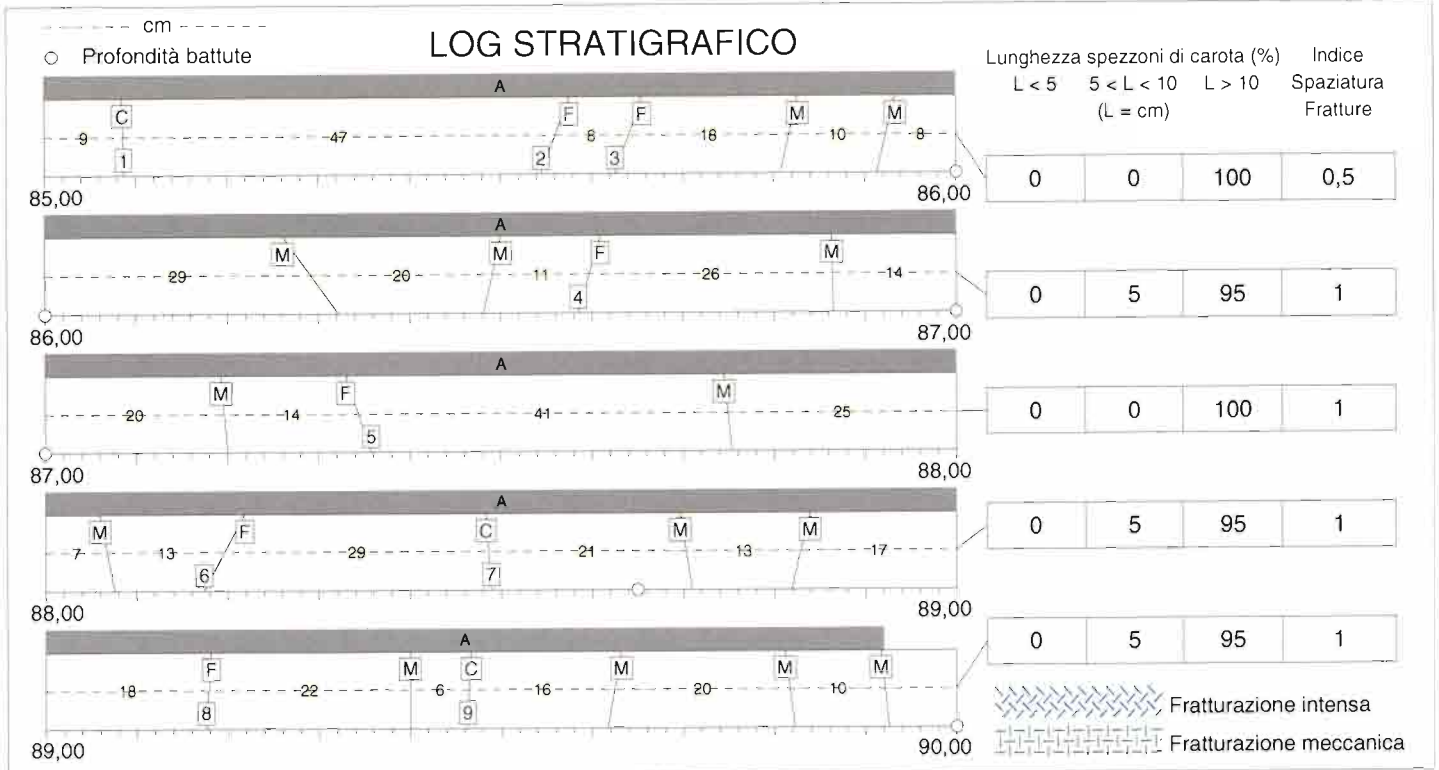 cm
LOG STRATIGRAFICO
Profondità battute
Lunghezza spezzoni di carota (%)
L < 5
5 < L < 10
L > 10
(L = cm)
Indice
Spaziatura
Fratture
A
C
F
F
M
M
9
47
8
18
10
8
1
2
3
85,00
86,00
0
0
100
0,5
A
M
M
F
M
29
20
11
26
14
4
86,00
87,00
0
5
95
1
A
M
F
M
20
14
41
25
5
87,00
88,00
0
0
100
1
A
M
F
C
M
M
7
13
29
21
13
17
6
7
88,00
89,00
0
5
95
1
A
F
M
C
M
M
M
18
22
6
16
20
10
8
9
89,00
90,00
0
5
95
1
Fratturazione intensa
Fratturazione meccanica